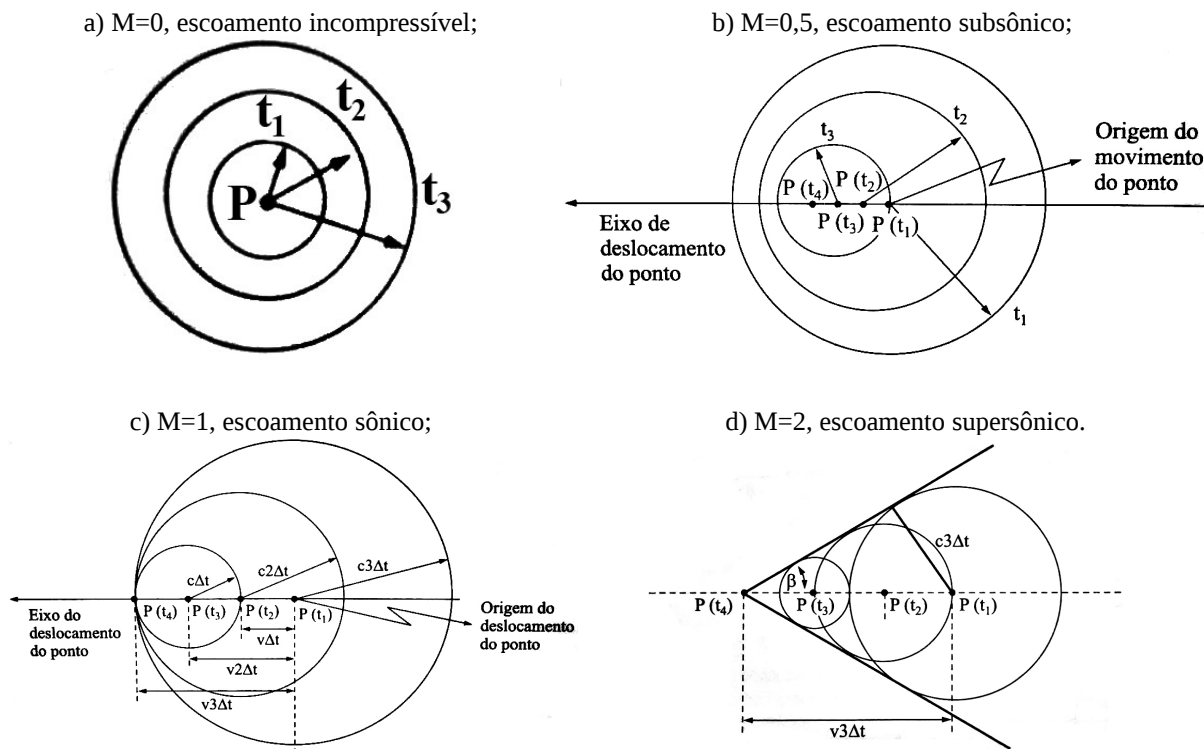 a) M=0, escoamento incompressível;
t₁
t₂
t₃
P
b) M=0,5, escoamento subsônico;
t₂
t₃
Origem do
movimento
do ponto
P (t₄)
P (t₂)
P (t₃)
P (t₁)
Eixo de
deslocamento
do ponto
t₁
c) M=1, escoamento sônico;
cΔt
c2Δt
c3Δt
P (t₄)
P (t₃)
P (t₂)
P (t₁)
Eixo do
deslocamento
do ponto
Origem do
deslocamento
do ponto
vΔt
v2Δt
v3Δt
d) M=2, escoamento supersônico.
c3Δt
β
P (t₄)
P (t₃)
P (t₂)
P (t₁)
v3Δt